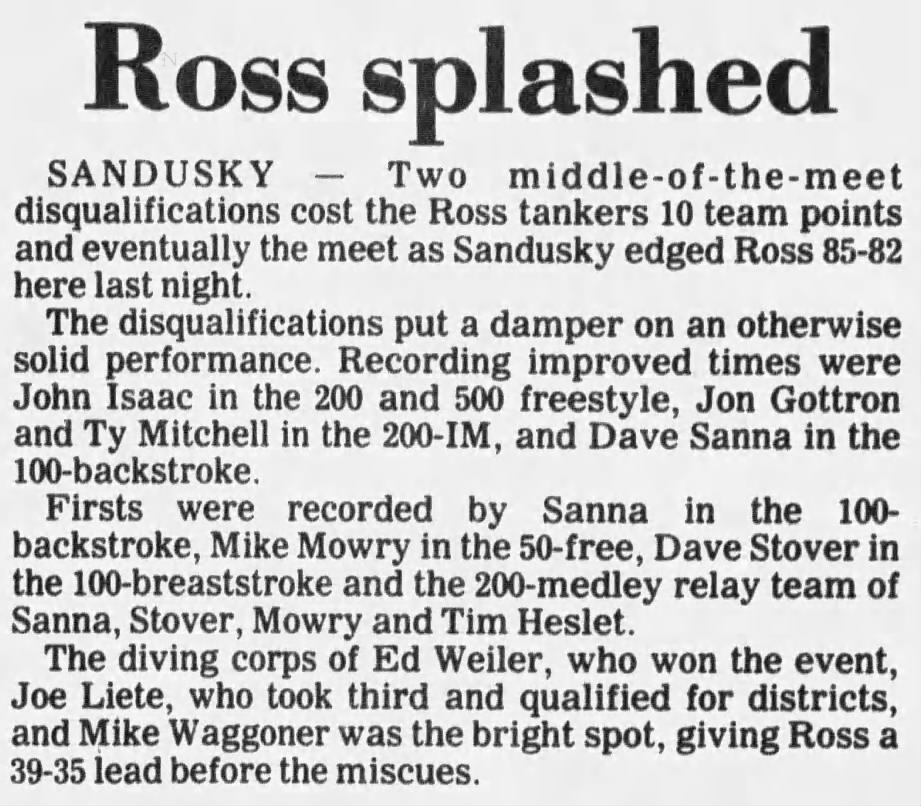 Ross splashed
SANDUSKY — Two middle-of-the-meet
disqualifications cost the Ross tankers 10 team points
and eventually the meet as Sandusky edged Ross 85-82
here last night.
The disqualifications put a damper on an otherwise
solid performance. Recording improved times were
John Isaac in the 200 and 500 freestyle, Jon Gottron
and Ty Mitchell in the 200-IM, and Dave Sanna in the
100-backstroke.
Firsts were recorded by Sanna in the 100-
backstroke, Mike Mowry in the 50-free, Dave Stover in
the 100-breaststroke and the 200-medley relay team of
Sanna, Stover, Mowry and Tim Heslet.
The diving corps of Ed Weiler, who won the event,
Joe Liete, who took third and qualified for districts,
and Mike Waggoner was the bright spot, giving Ross a
39-35 lead before the miscues.